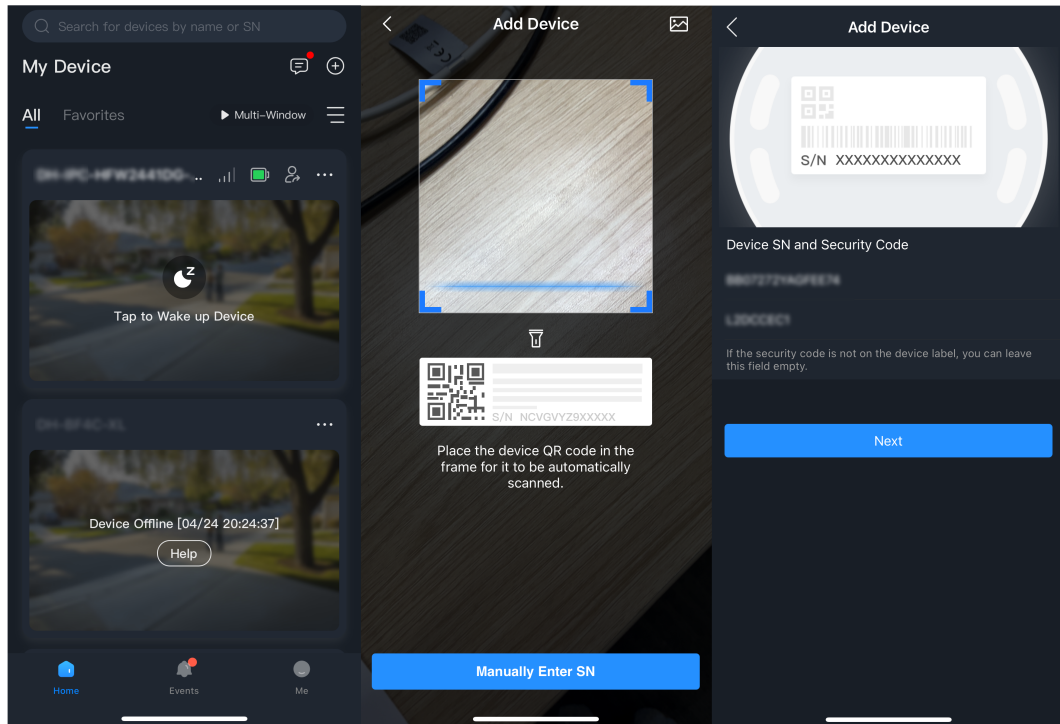 Search for devices by name or SN
My Device
All Favorites Multi-Window
Tap to Wake up Device
Device Offline [04/24 20:24:37]
Help
Home Events Me
Add Device
S/N NCVGVYZ9XXXXX
Place the device QR code in the
frame for it to be automatically
scanned.
Manually Enter SN
Add Device
S/N XXXXXXXXXXXXXX
Device SN and Security Code
If the security code is not on the device label, you can leave
this field empty.
Next